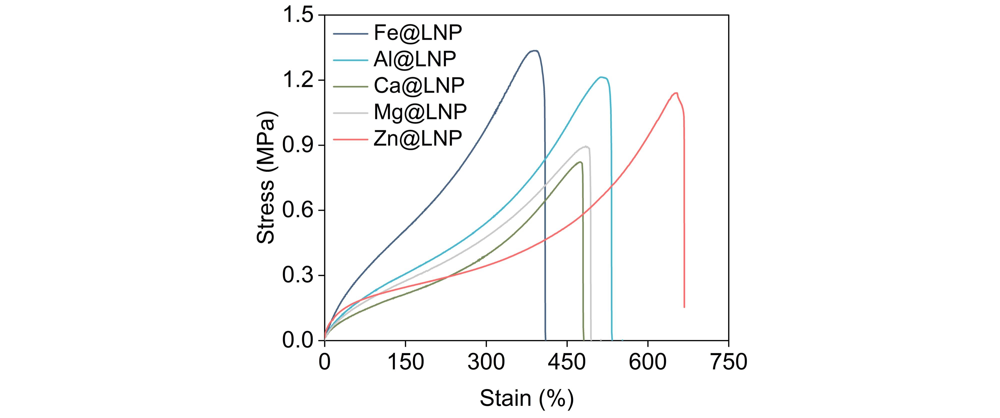 1.5
1.2
0.9
0.6
0.3
0.0
Stress (MPa)
Fe@LNP
Al@LNP
Ca@LNP
Mg@LNP
Zn@LNP
0 150 300 450 600 750
Stain (%)